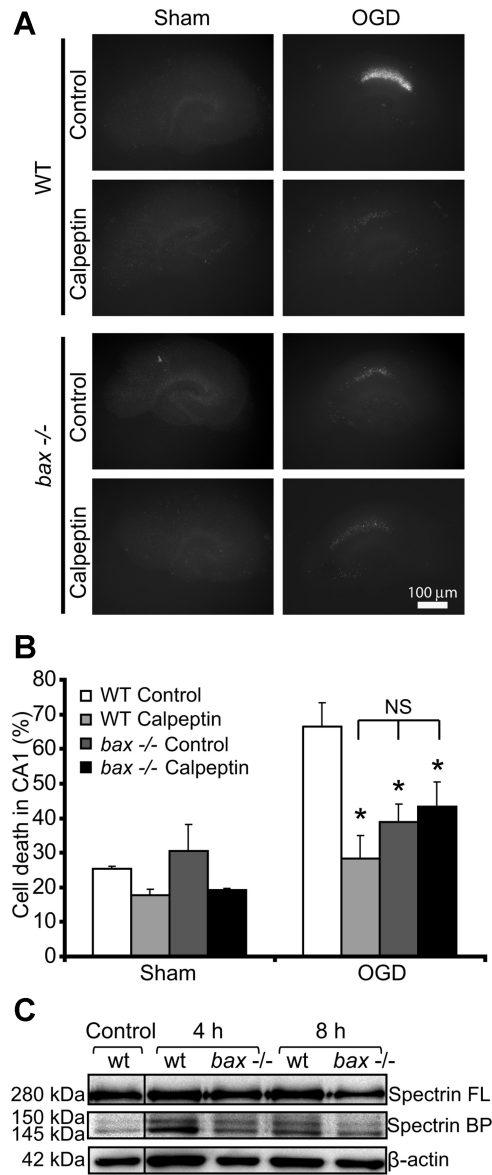 A
Sham OGD
WT
Control
Calpeptin
bax -/-
Control
Calpeptin
100 µm
B
Cell death in CA1 (%)
80
70
60
50
40
30
20
10
0
WT Control
WT Calpeptin
bax -/- Control
bax -/- Calpeptin
NS
* * *
Sham OGD
C
Control 4 h 8 h
wt wt bax -/- wt bax -/-
280 kDa Spectrin FL
150 kDa
145 kDa Spectrin BP
42 kDa β-actin